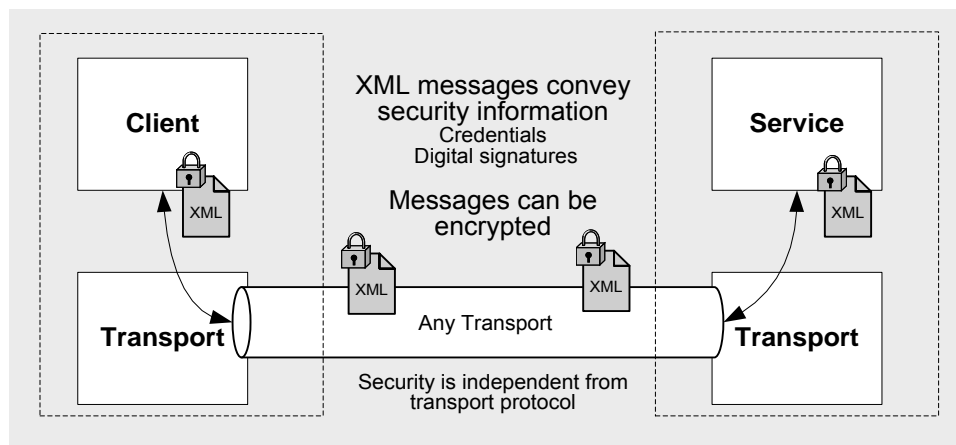 XML messages convey
security information
Credentials
Digital signatures
Client
Service
XML
XML
Messages can be
encrypted
XML
XML
Transport
Any Transport
Transport
Security is independent from
transport protocol